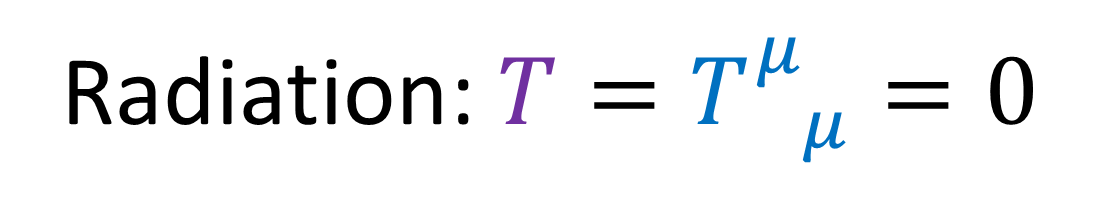 Radiation: T = T^μ_μ = 0